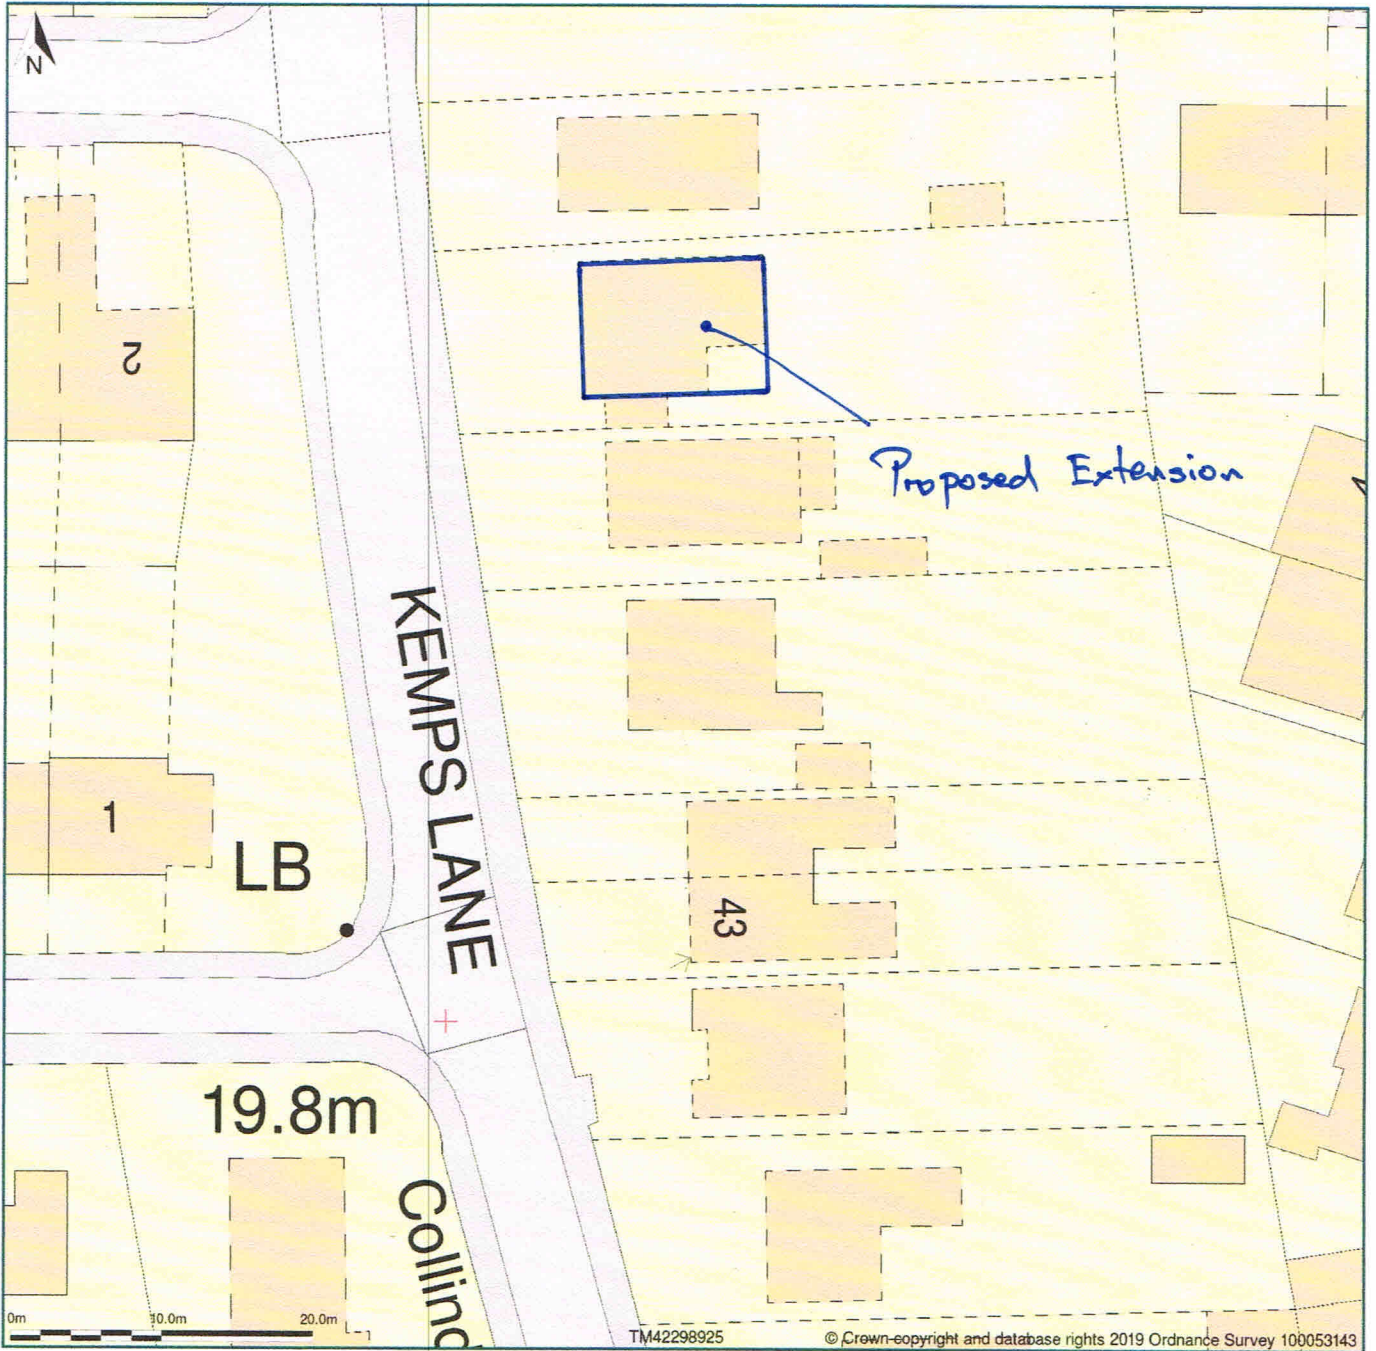 N
2
Proposed Extension
KEMPS LANE
1
LB
43
19.8m
0m 10.0m 20.0m
TM42298925
© Crown copyright and database rights 2019 Ordnance Survey 100053143